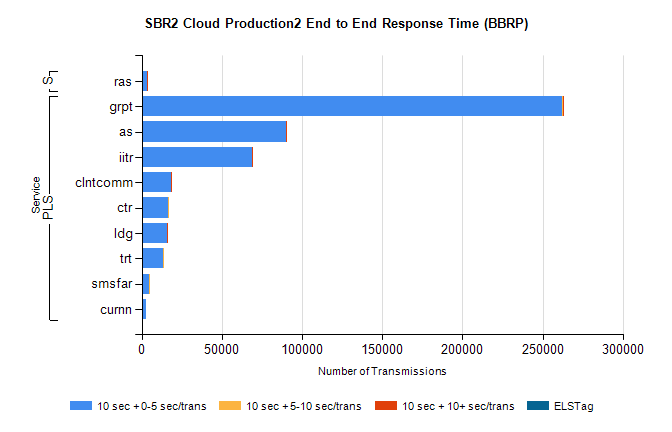 SBR2 Cloud Production2 End to End Response Time (BBRP)
S
ras
grpt
as
iitr
clntcomm
Service
PLS
ctr
ldg
trt
smsfar
cumn
0 50000 100000 150000 200000 250000 300000
Number of Transmissions
10 sec +0-5 sec/trans 10 sec +5-10 sec/trans 10 sec + 10+ sec/trans ELSTag